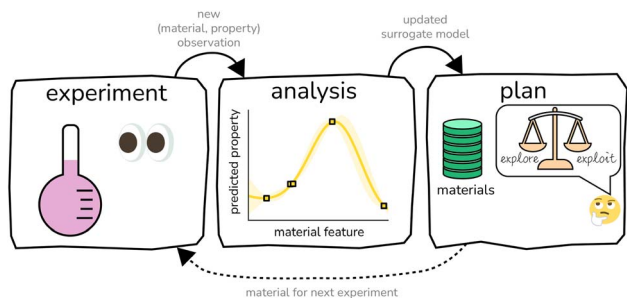 new
(material, property)
observation
updated
surrogate model
experiment
analysis
plan
predicted property
material feature
explore
exploit
materials
material for next experiment